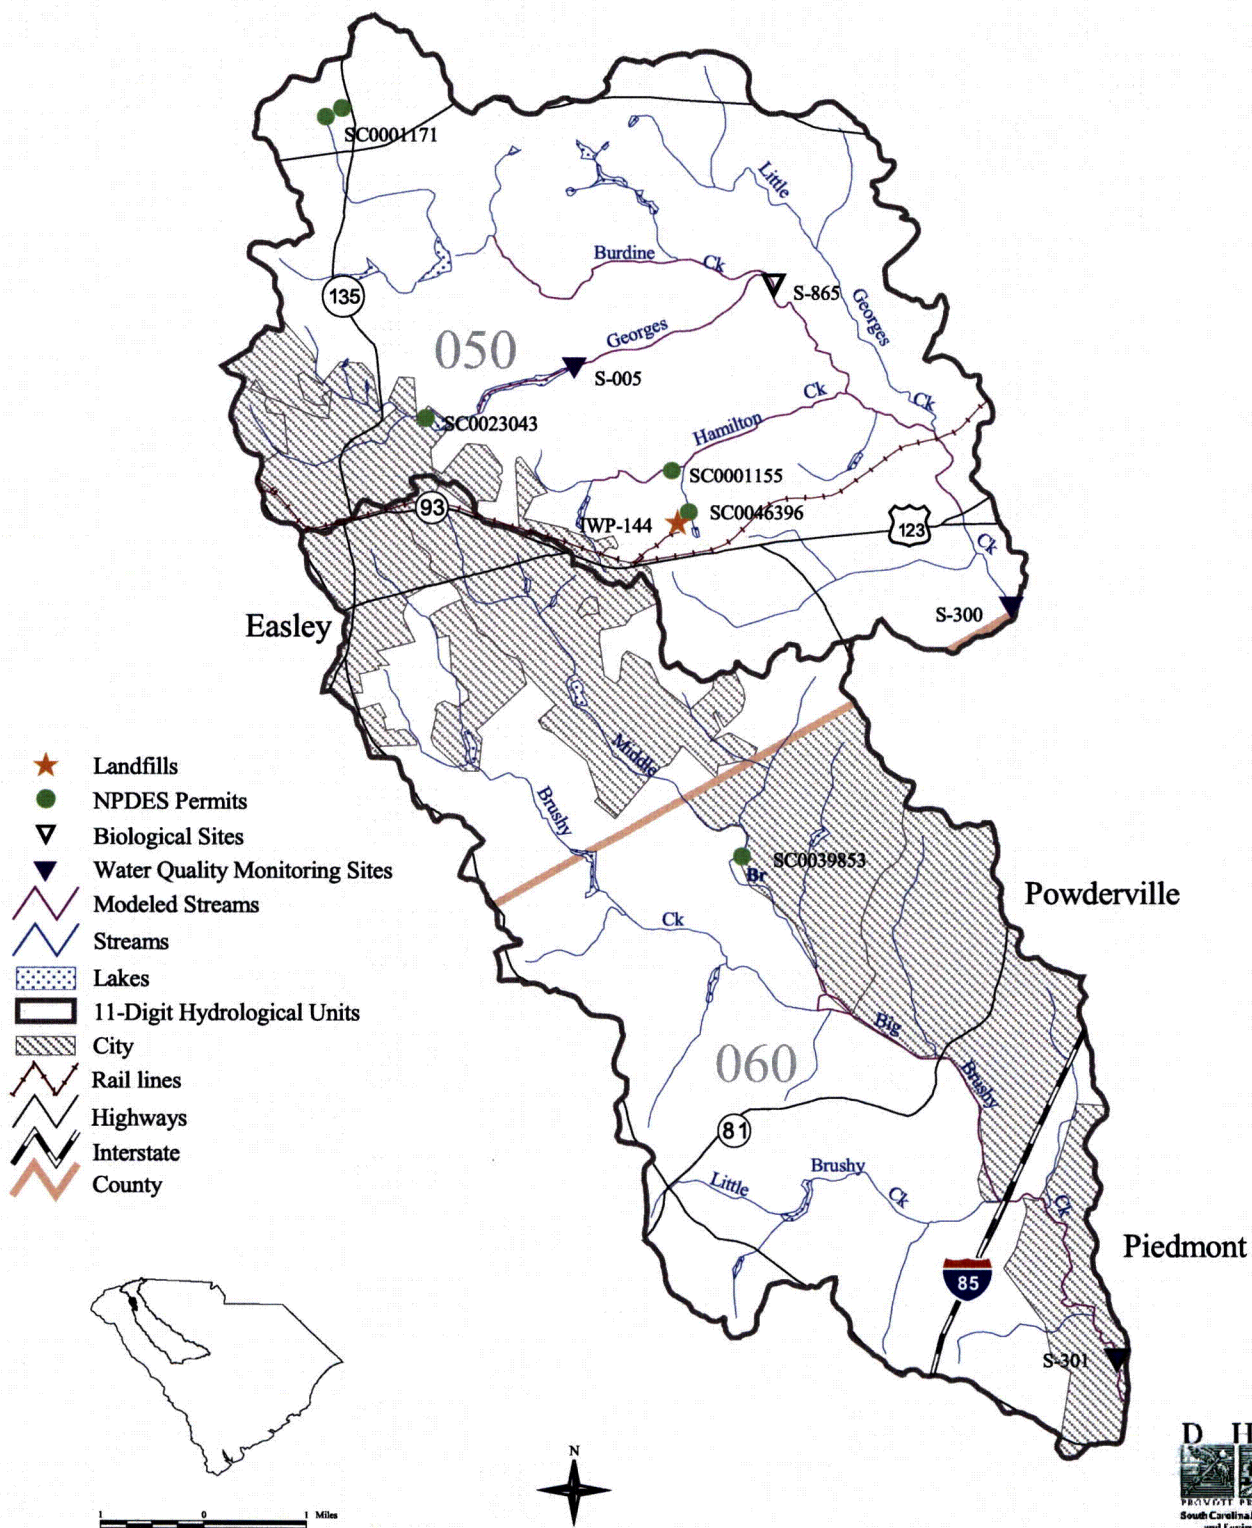 SC0001171
Little
Burdine
Ck
S-865
135
Georges
050
Georges
S-005
Ck
Ck
SC0023043
Hamilton
SC0001155
SC0046396
93
IWP-144
123
Ck
S-300
Easley
Middle
Landfills
NPDES Permits
Brushy
Biological Sites
SC0039853
Water Quality Monitoring Sites
Br
Powderville
Modeled Streams
Ck
Streams
Lakes
11-Digit Hydrological Units
Big
City
060
Brushy
Rail lines
Highways
81
Interstate
Brushy
County
Little
Ck
Ck
Piedmont
85
S-301
D H
N
1 0 1 Miles
South Carolina